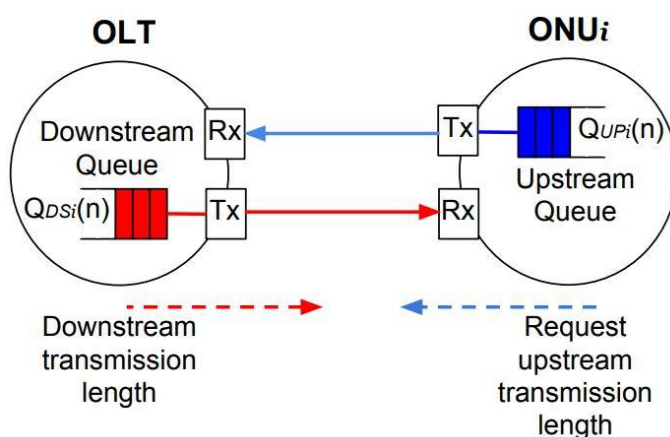 OLT
ONUi
Downstream
Queue
QDSi(n)
Rx
Tx
Tx
Rx
QUPi(n)
Upstream
Queue
Downstream
transmission
length
Request
upstream
transmission
length